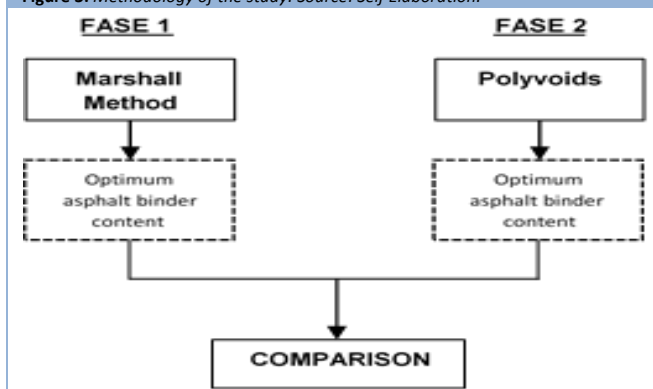 Figure 3. Methodology of the study. Source: Self-Elaboration.
FASE 1
FASE 2
Marshall
Method
Polyvoids
Optimum
asphalt binder
content
Optimum
asphalt binder
content
COMPARISON